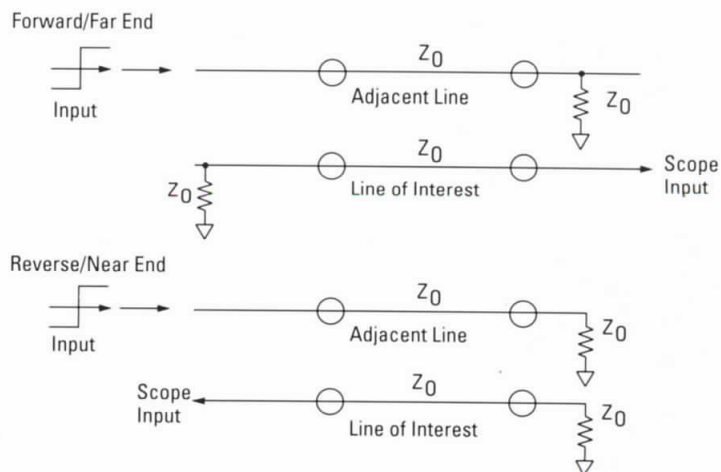 Forward/Far End
Z0
Input
Adjacent Line
Z0
Z0
Scope
Input
Z0
Line of Interest
Reverse/Near End
Z0
Input
Adjacent Line
Z0
Scope
Input
Z0
Line of Interest
Z0